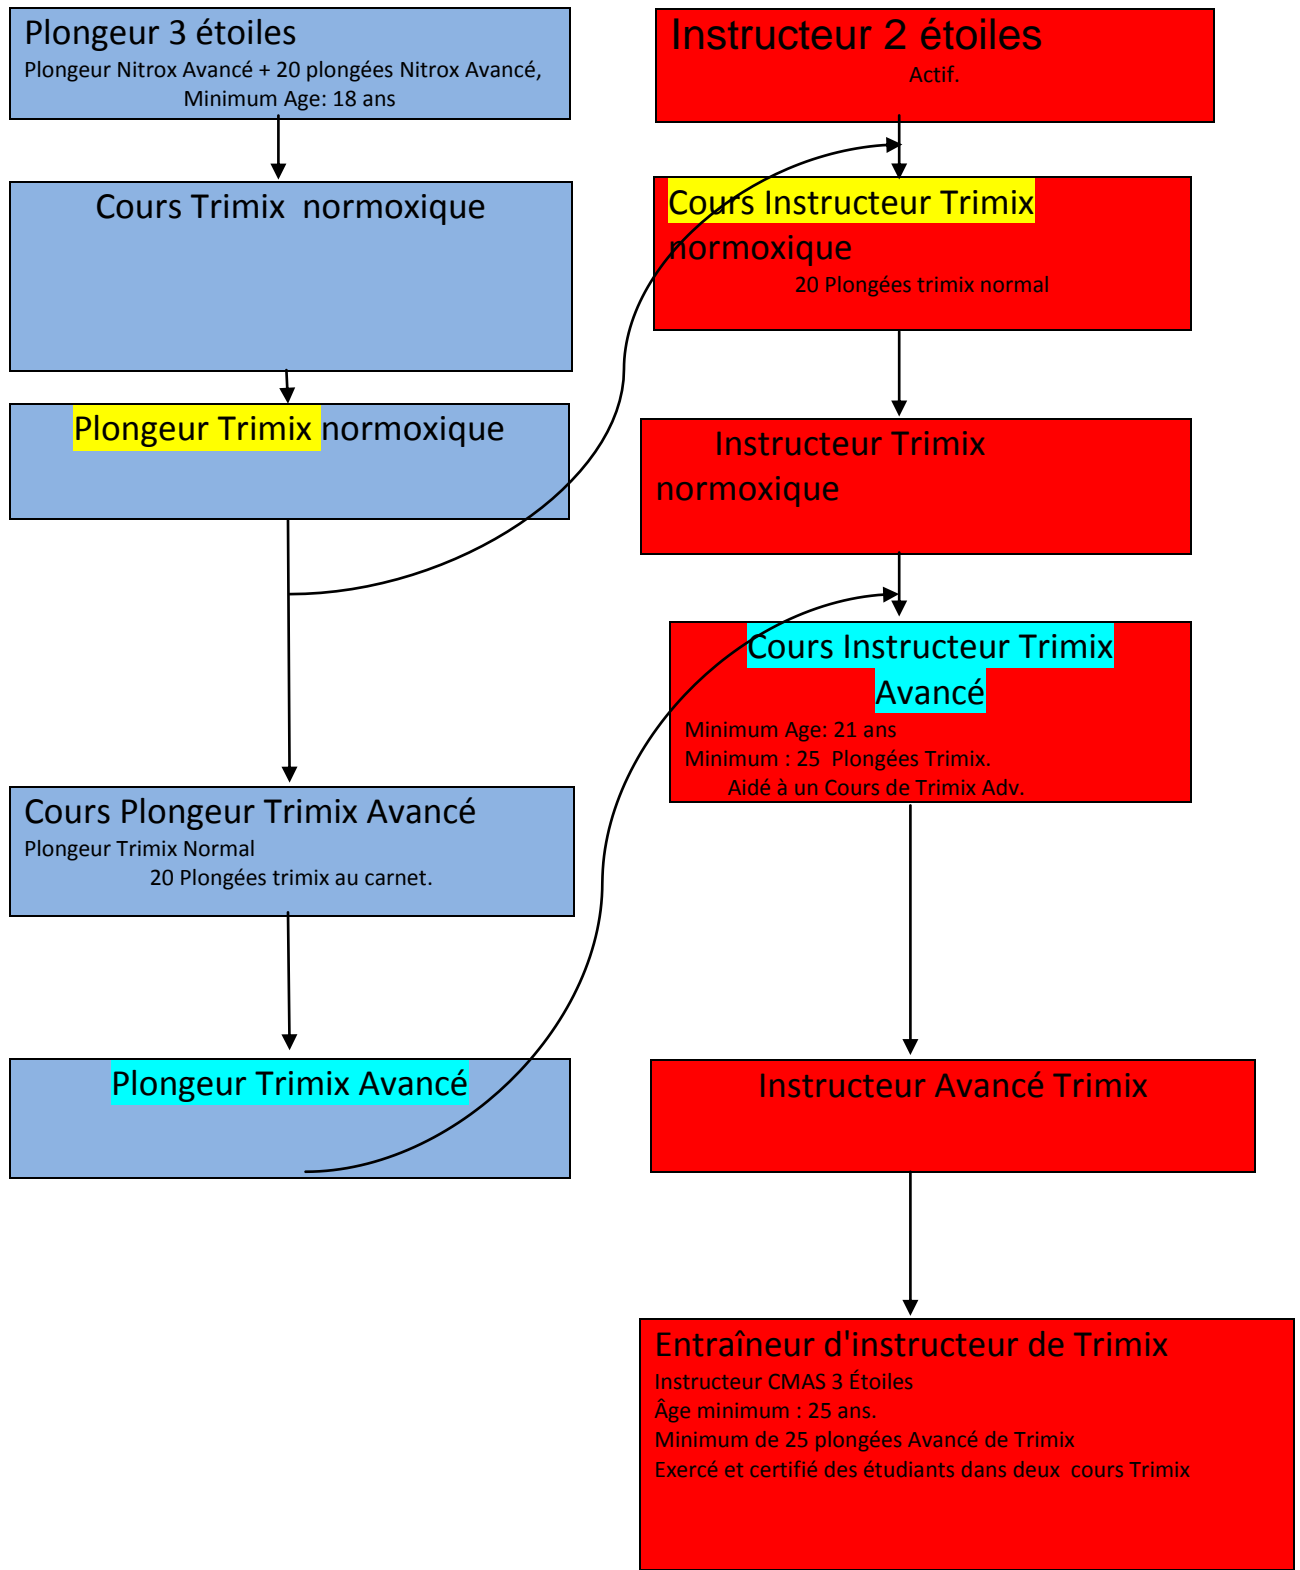 Plongeur 3 étoiles
Plongeur Nitrox Avancé + 20 plongées Nitrox Avancé,
Minimum Age: 18 ans
Cours Trimix normoxique
Plongeur Trimix normoxique
Cours Plongeur Trimix Avancé
Plongeur Trimix Normal
20 Plongées trimix au carnet.
Plongeur Trimix Avancé
Instructeur 2 étoiles
Actif.
Cours Instructeur Trimix
normoxique
20 Plongées trimix normal
Instructeur Trimix
normoxique
Cours Instructeur Trimix
Avancé
Minimum Age: 21 ans
Minimum : 25 Plongées Trimix.
Aidé à un Cours de Trimix Adv.
Instructeur Avancé Trimix
Entraîneur d'instructeur de Trimix
Instructeur CMAS 3 Étoiles
Âge minimum : 25 ans.
Minimum de 25 plongées Avancé de Trimix
Exercé et certifié des étudiants dans deux cours Trimix